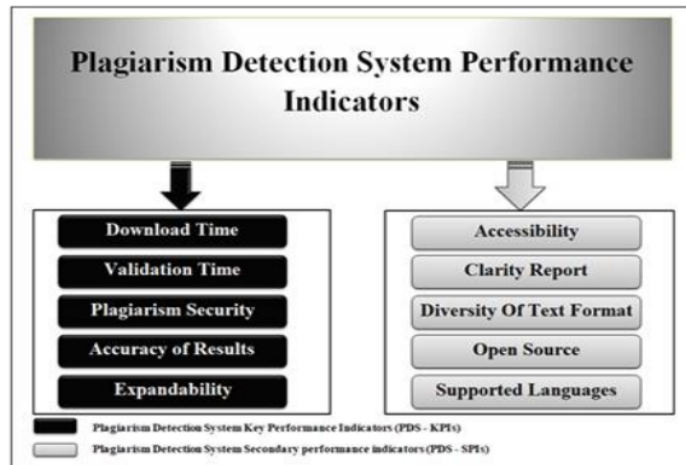 Plagiarism Detection System Performance
Indicators
Download Time
Validation Time
Plagiarism Security
Accuracy of Results
Expandability
Accessibility
Clarity Report
Diversity Of Text Format
Open Source
Supported Languages
Plagiarism Detection System Key Performance Indicators (PDS - KPIs)
Plagiarism Detection System Secondary performance indicators (PDS - SPIs)